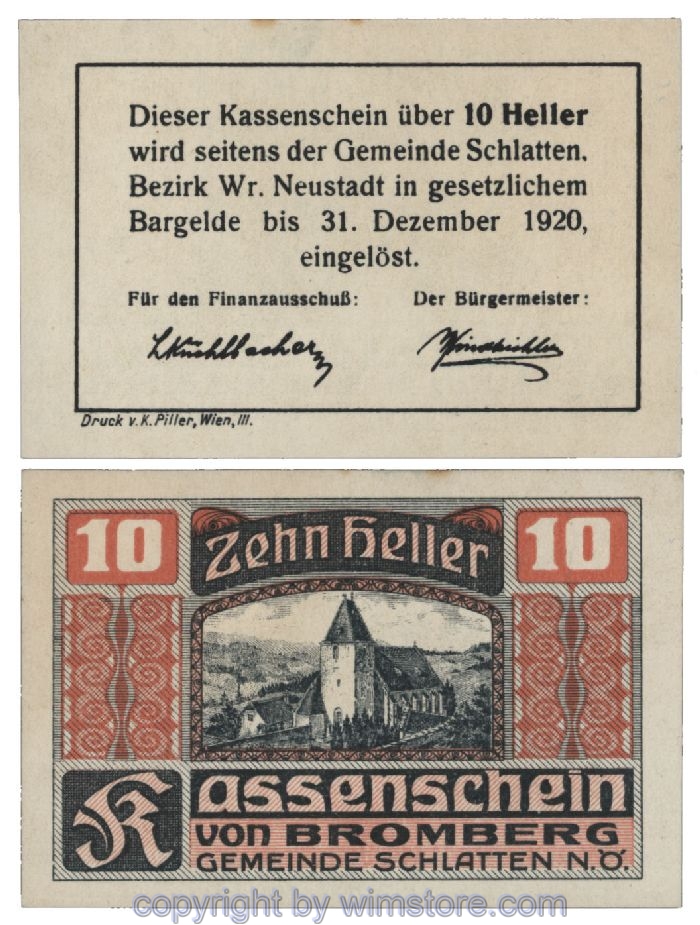 Dieser Kassenschein über 10 Heller
wird seitens der Gemeinde Schlatten,
Bezirk Wr. Neustadt in gesetzlichem
Bargelde bis 31. Dezember 1920,
eingelöst.
Für den Finanzausschuß: Der Bürgermeister:
Druck v. K. Piller, Wien, III.
10 Zehn Heller 10
Kassenschein
von BROMBERG
GEMEINDE SCHLATTEN N.Ö.
copyright by wimstore.com